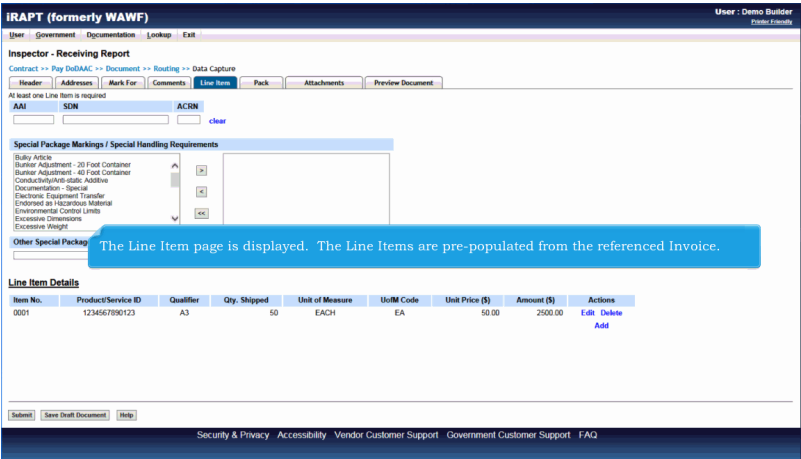 iRAPT (formerly WAWF)
User : Demo Builder
Printer Friendly
User Government Documentation Lookup Exit
Inspector - Receiving Report
Contract >> Pay DoDAAC >> Document >> Routing >> Data Capture
Header Addresses Mark For Comments Line Item Pack Attachments Preview Document
At least one Line Item is required
AAI SDN ACRN
clear
Special Package Markings / Special Handling Requirements
Bulky Article
Bunker Adjustment - 20 Foot Container
Bunker Adjustment - 40 Foot Container
Conductivity/Anti-static Additive
Documentation - Special
Electronic Equipment Transfer
Endorsed as Hazardous Material
Environmental Control Limits
Excessive Dimensions
Excessive Weight
>
<
<<
Other Special Packag
The Line Item page is displayed. The Line Items are pre-populated from the referenced Invoice.
Line Item Details
Item No. Product/Service ID Qualifier Qty. Shipped Unit of Measure UofM Code Unit Price ($) Amount ($) Actions
0001 1234567890123 A3 50 EACH EA 50.00 2500.00 Edit Delete
Add
Submit Save Draft Document Help
Security & Privacy Accessibility Vendor Customer Support Government Customer Support FAQ